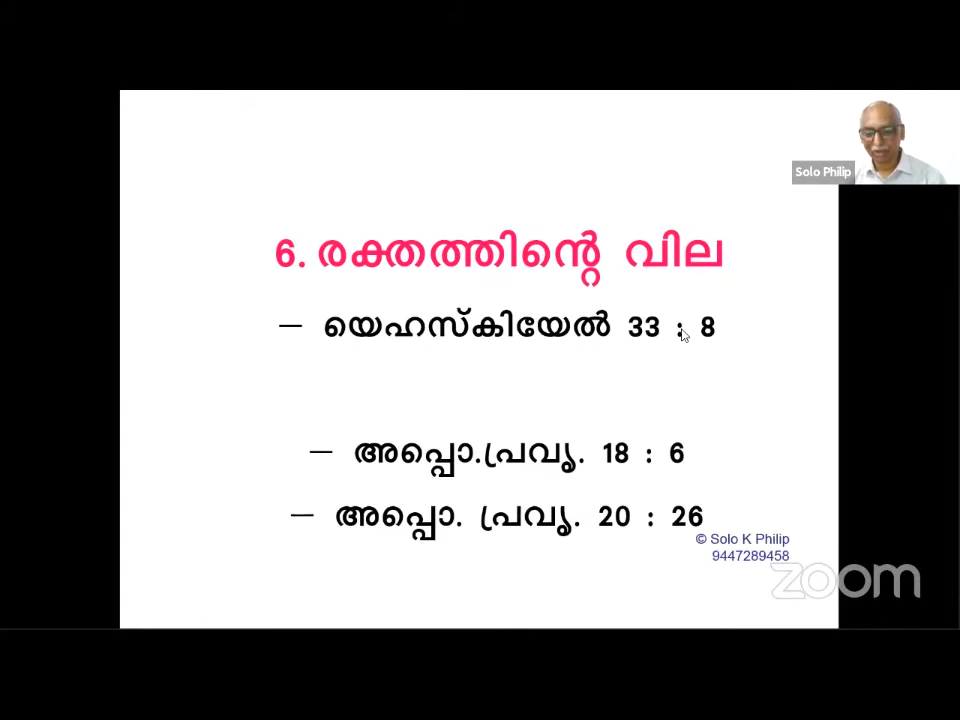 Solo Philip
6. രക്തത്തിന്റെ വില
– യെഹസ്കിയേൽ 33 : 8
– അപ്പൊ.പ്രവൃ. 18 : 6
– അപ്പൊ. പ്രവൃ. 20 : 26
© Solo K Philip
9447289458
zoom